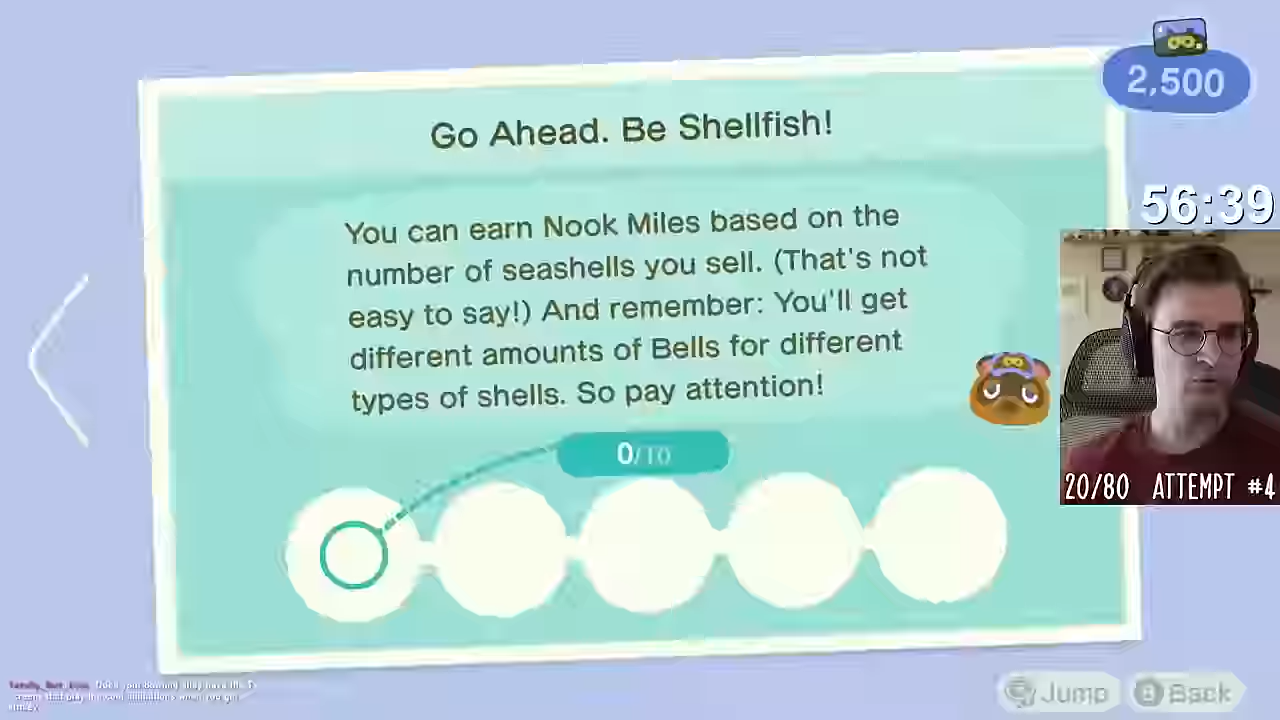 2,500
Go Ahead. Be Shellfish!
56:39
You can earn Nook Miles based on the
number of seashells you sell. (That's not
easy to say!) And remember: You'll get
different amounts of Bells for different
types of shells. So pay attention!
0/10
20/80 ATTEMPT #4
Jump
B Back